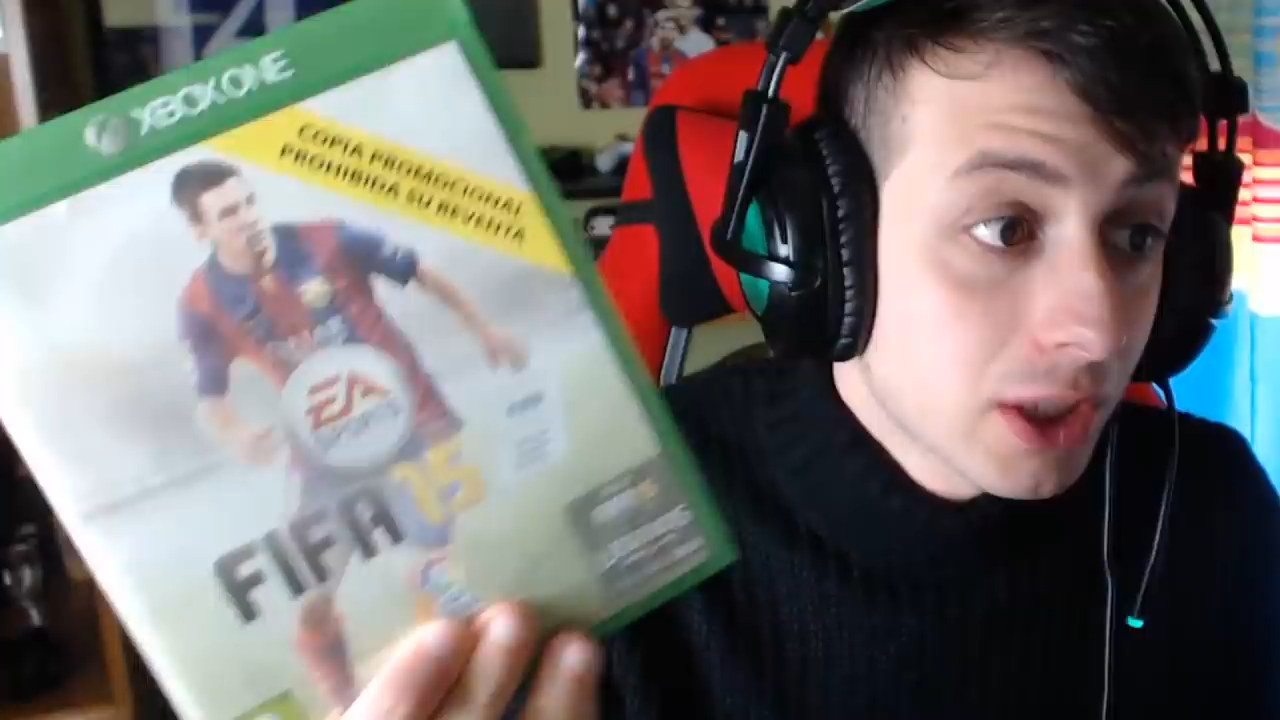 XBOX ONE
COPIA PROMOCIONAL
PROHIBIDA SU REVENTA
EA
SPORTS
FIFA 15